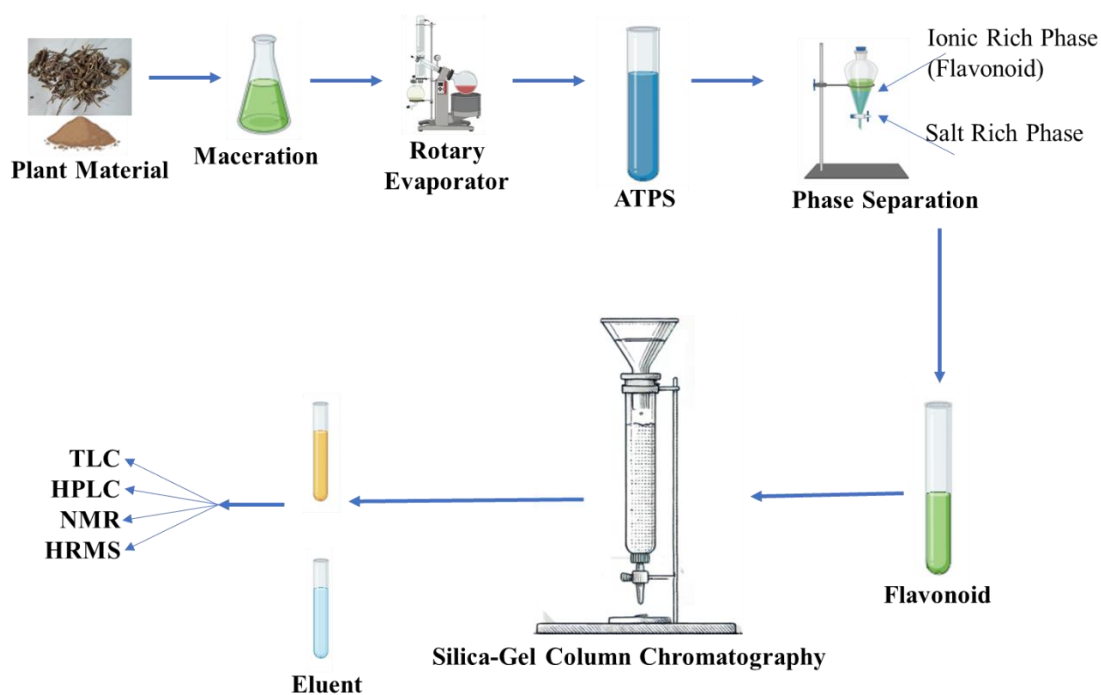 Plant Material
Maceration
Rotary
Evaporator
ATPS
Phase Separation
Ionic Rich Phase
(Flavonoid)
Salt Rich Phase
Flavonoid
Silica-Gel Column Chromatography
Eluent
TLC
HPLC
NMR
HRMS